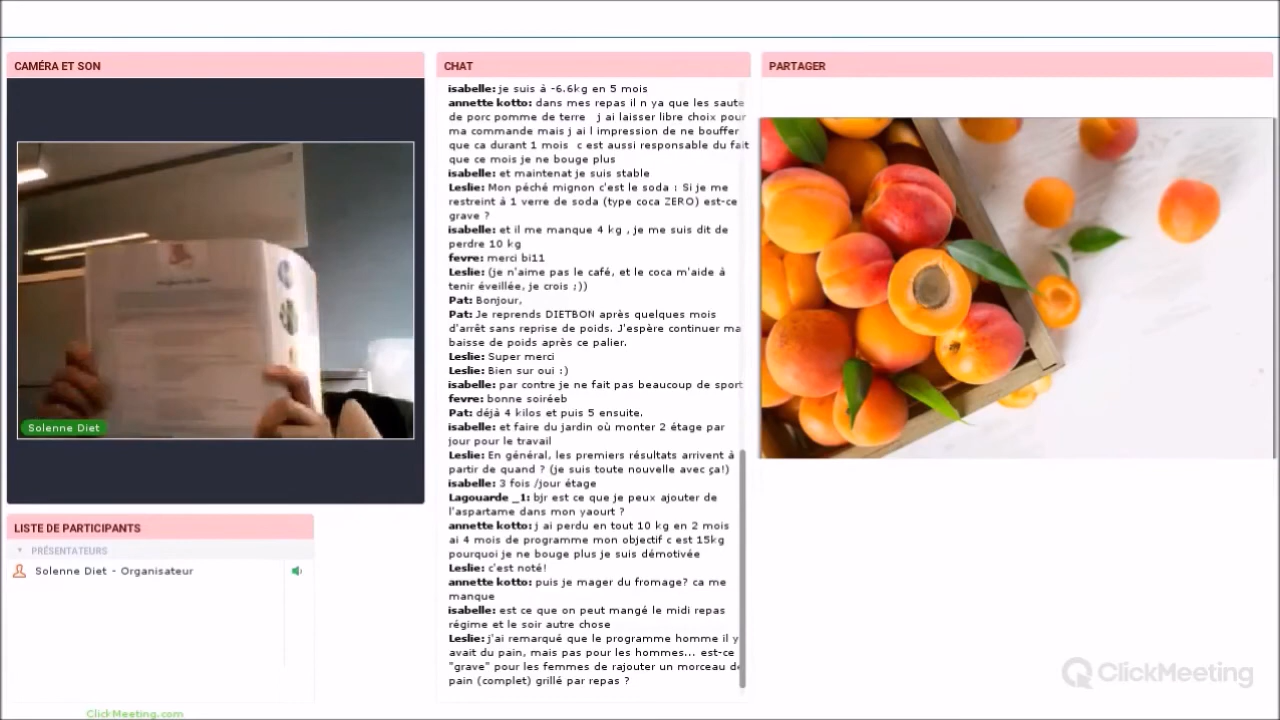 CAMÉRA ET SON
Solenne Diet
LISTE DE PARTICIPANTS
PRÉSENTATEURS
Solenne Diet - Organisateur
ClickMeeting.com
CHAT
isabelle: je suis à -6.6kg en 5 mois
annette kotto: dans mes repas il n ya que les saute
de porc pomme de terre j ai laisser libre choix pour
ma commande mais j ai l impression de ne bouffer
que ca durant 1 mois c est aussi responsable du fait
que ce mois je ne bouge plus
isabelle: et maintenat je suis stable
Leslie: Mon péché mignon c'est le soda : Si je me
restreint à 1 verre de soda (type coca ZERO) est-ce
grave ?
isabelle: et il me manque 4 kg , je me suis dit de
perdre 10 kg
fevre: merci bi11
Leslie: (je n'aime pas le café, et le coca m'aide à
tenir éveillée, je crois ;))
Pat: Bonjour,
Pat: Je reprends DIETBON après quelques mois
d'arrêt sans reprise de poids. J'espère continuer ma
baisse de poids après ce palier.
Leslie: Super merci
Leslie: Bien sur oui :)
isabelle: par contre je ne fait pas beaucoup de sport
fevre: bonne soiréeb
Pat: déjà 4 kilos et puis 5 ensuite.
isabelle: et faire du jardin où monter 2 étage par
jour pour le travail
Leslie: En général, les premiers résultats arrivent à
partir de quand ? (je suis toute nouvelle avec ça!)
isabelle: 3 fois /jour étage
Lagouarde _1: bjr est ce que je peux ajouter de
l'aspartame dans mon yaourt ?
annette kotto: j ai perdu en tout 10 kg en 2 mois
ai 4 mois de programme mon objectif c est 15kg
pourquoi je ne bouge plus je suis démotivée
Leslie: c'est noté!
annette kotto: puis je mager du fromage? ca me
manque
isabelle: est ce que on peut mangé le midi repas
régime et le soir autre chose
Leslie: j'ai remarqué que le programme homme il y
avait du pain, mais pas pour les hommes... est-ce
"grave" pour les femmes de rajouter un morceau de
pain (complet) grillé par repas ?
PARTAGER
ClickMeeting